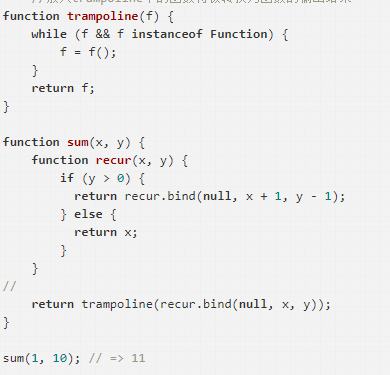 function trampoline(f) {
    while (f && f instanceof Function) {
        f = f();
    }
    return f;
}

function sum(x, y) {
    function recur(x, y) {
        if (y > 0) {
          return recur.bind(null, x + 1, y - 1);
        } else {
          return x;
        }
    }
//
    return trampoline(recur.bind(null, x, y));
}

sum(1, 10); // => 11